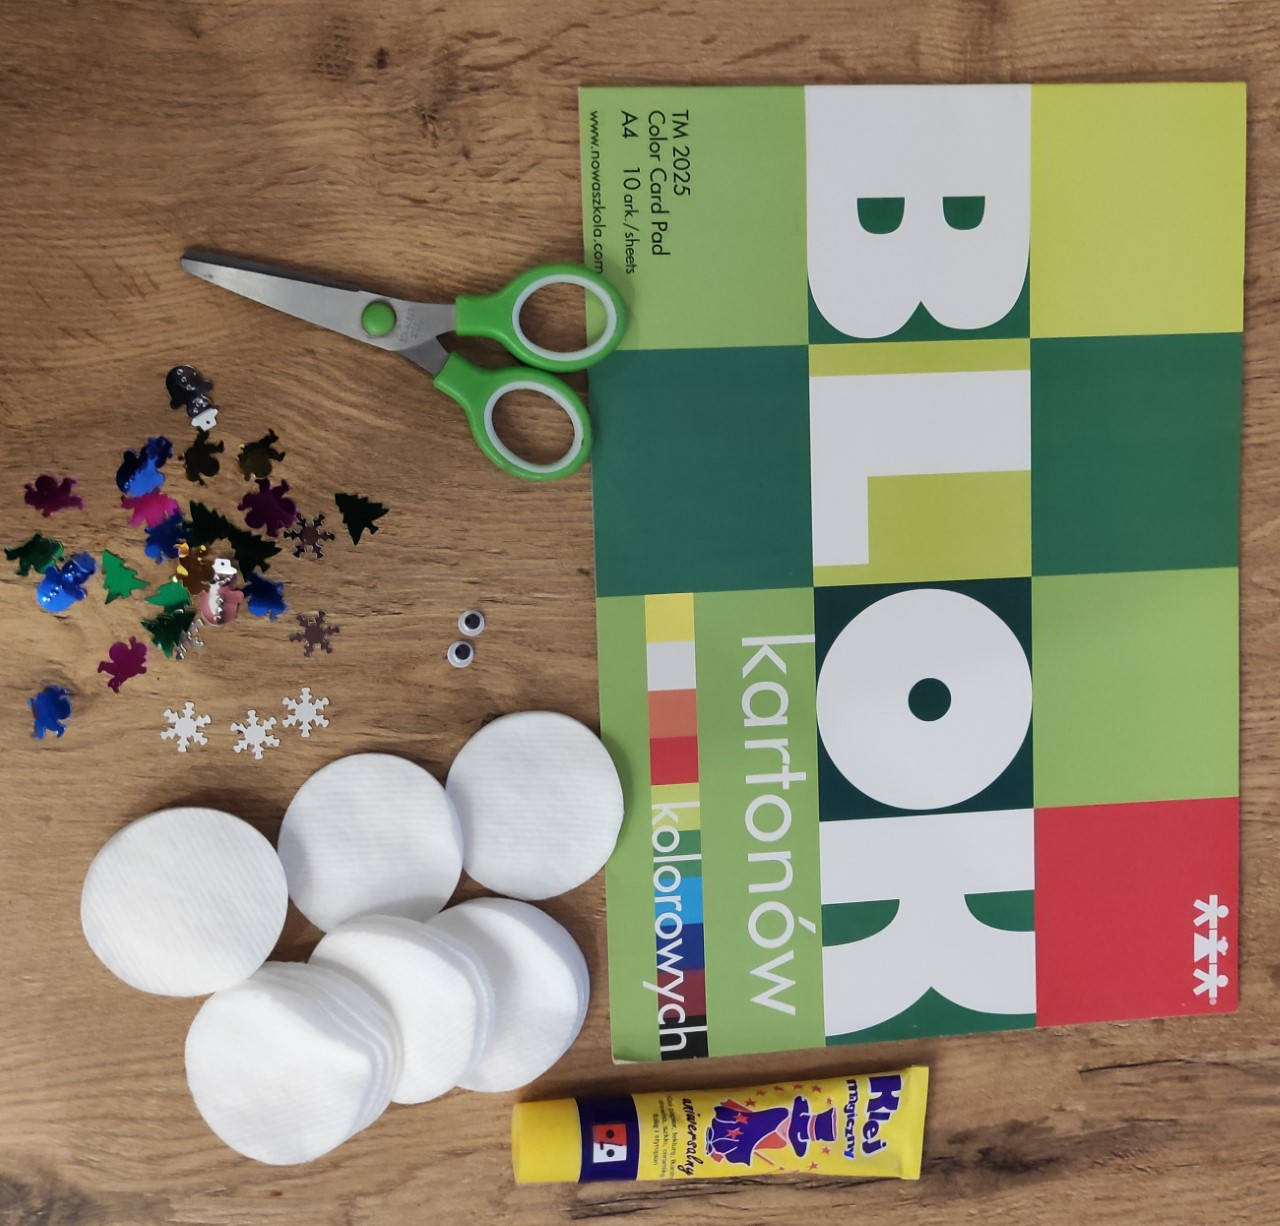 BLOK
kartonów
kolorowych
TM 2025
Color Card Pad
A4 10 ark./sheets
www.nowaszkola.com
Klej
magiczny
uniwersalny